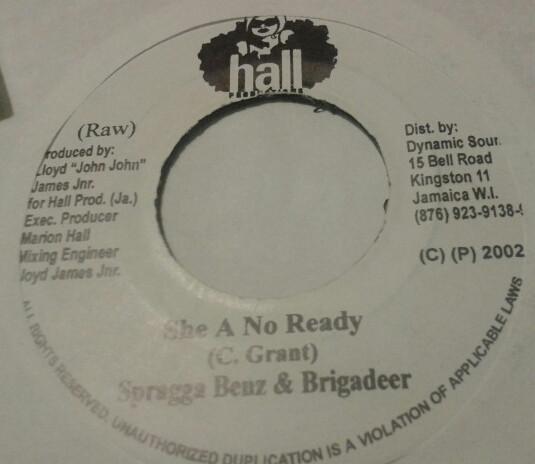 hall
PRODUCTIONS
(Raw)
roduced by:
Lloyd "John John"
James Jnr.
for Hall Prod. (Ja.)
Exec. Producer
Marion Hall
Mixing Engineer
loyd James Jnr.
Dist. by:
Dynamic Soun
15 Bell Road
Kingston 11
Jamaica W.I.
(876) 923-9138-
(C) (P) 2002
She A No Ready
(C. Grant)
Spragga Benz & Brigadeer
ALL RIGHTS RESERVED. UNAUTHORIZED DUPLICATION IS A VIOLATION OF APPLICABLE LAWS